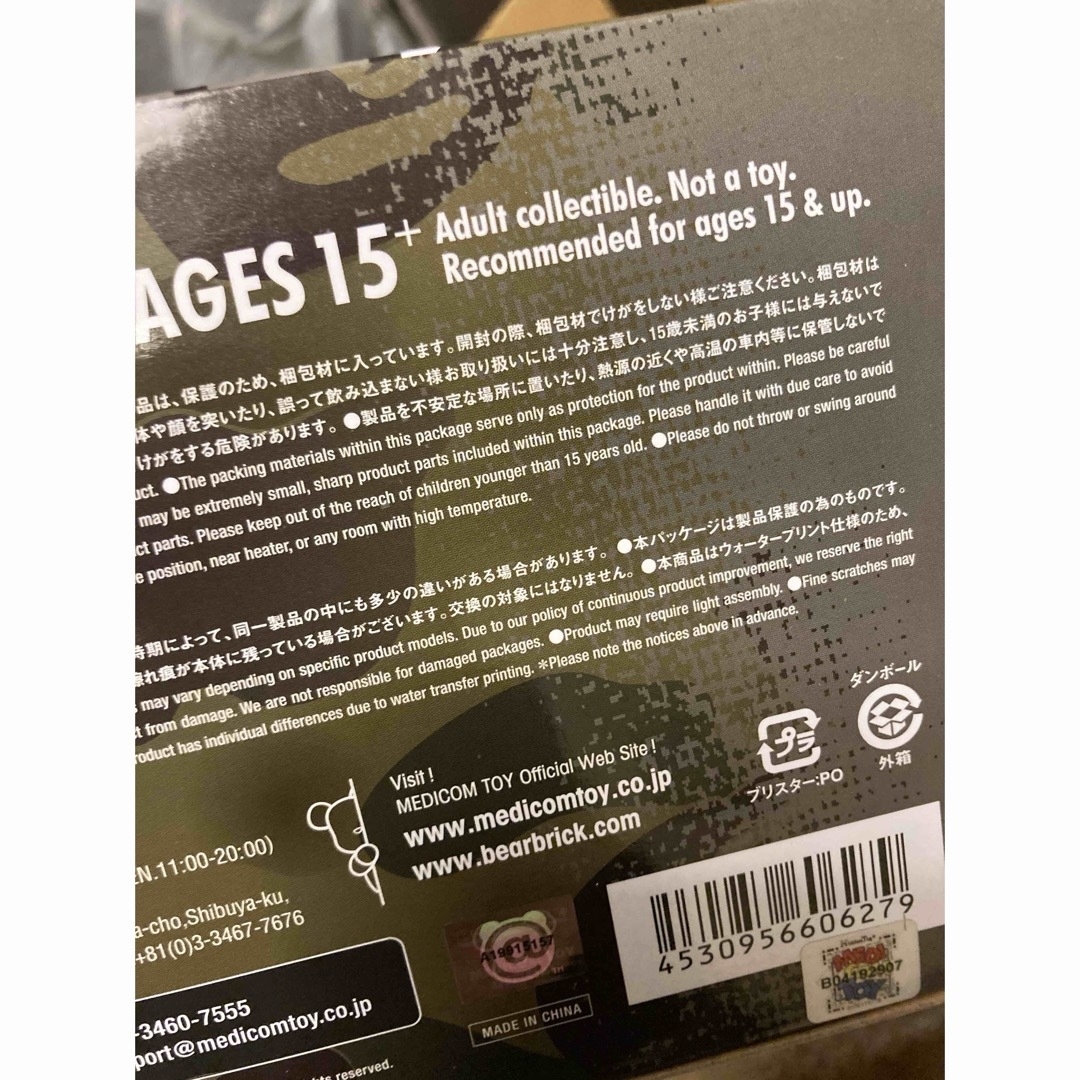 AGES 15+
Adult collectible. Not a toy.
Recommended for ages 15 & up.
品は、保護のため、梱包材に入っています。開封の際、梱包材でけがをしない様ご注意ください。梱包材は
体や顔を突いたり、誤って飲み込まない様お取り扱いには十分注意し、15歳未満のお子様には与えないで
けがをする危険があります。●製品を不安定な場所に置いたり、熱源の近くや高温の車内等に保管しないで
uct. ●The packing materials within this package serve only as protection for the product within. Please be careful
may be extremely small, sharp product parts included within this package. Please handle it with due care to avoid
ct parts. Please keep out of the reach of children younger than 15 years old. ●Please do not throw or swing around
e position, near heater, or any room with high temperature.
時期によって、同一製品の中にも多少の違いがある場合があります。●本パッケージは製品保護の為のものです。
擦れ痕が本体に残っている場合がございます。交換の対象にはなりません。●本商品はウォータープリント仕様のため、
s may vary depending on specific product models. Due to our policy of continuous product improvement, we reserve the right
t from damage. We are not responsible for damaged packages. ●Product may require light assembly. ●Fine scratches may
roduct has individual differences due to water transfer printing. *Please note the notices above in advance.
ダンボール
外箱
プラ
ブリスター:PO
Visit!
MEDICOM TOY Official Web Site!
www.medicomtoy.co.jp
www.bearbrick.com
EN.11:00-20:00)
a-cho,Shibuya-ku,
+81(0)3-3467-7676
-3460-7555
port@medicomtoy.co.jp
hts reserved.
A19915157
TM
MADE IN CHINA
4530956606279
B04192907